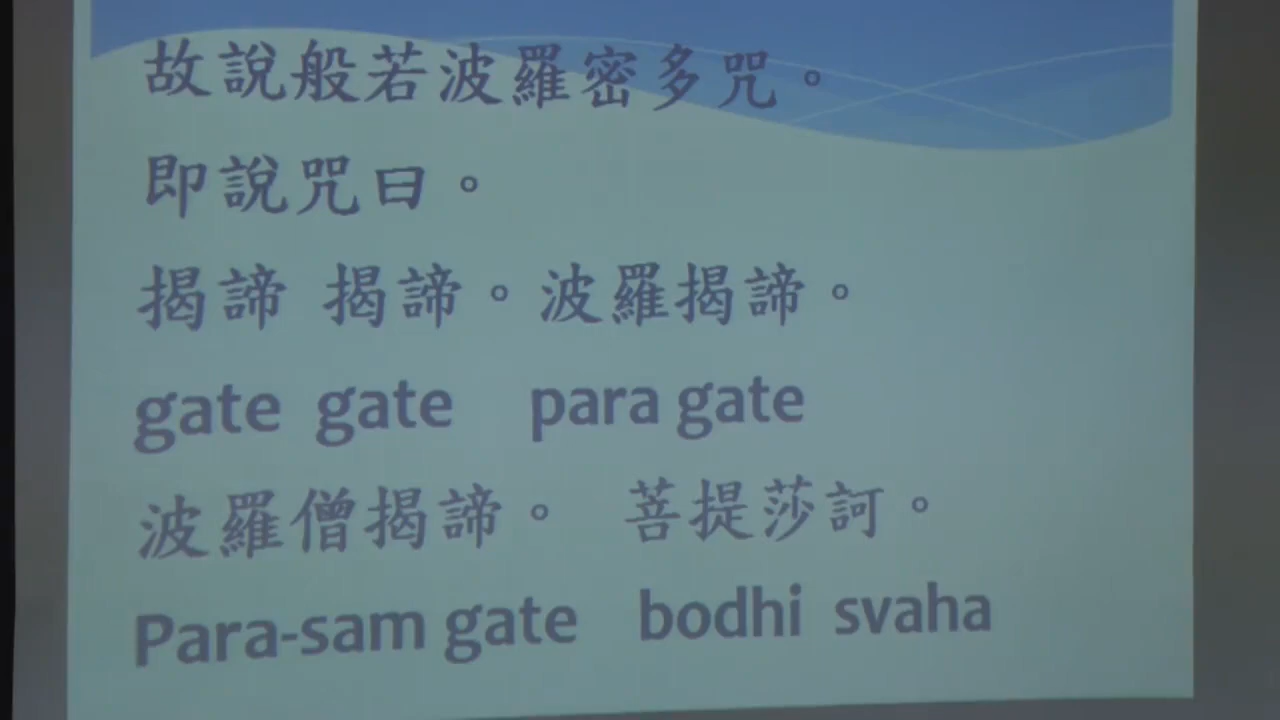 故說般若波羅密多咒。
即說咒曰。
揭諦 揭諦。波羅揭諦。
gate gate para gate
波羅僧揭諦。 菩提莎訶。
Para-sam gate bodhi svaha